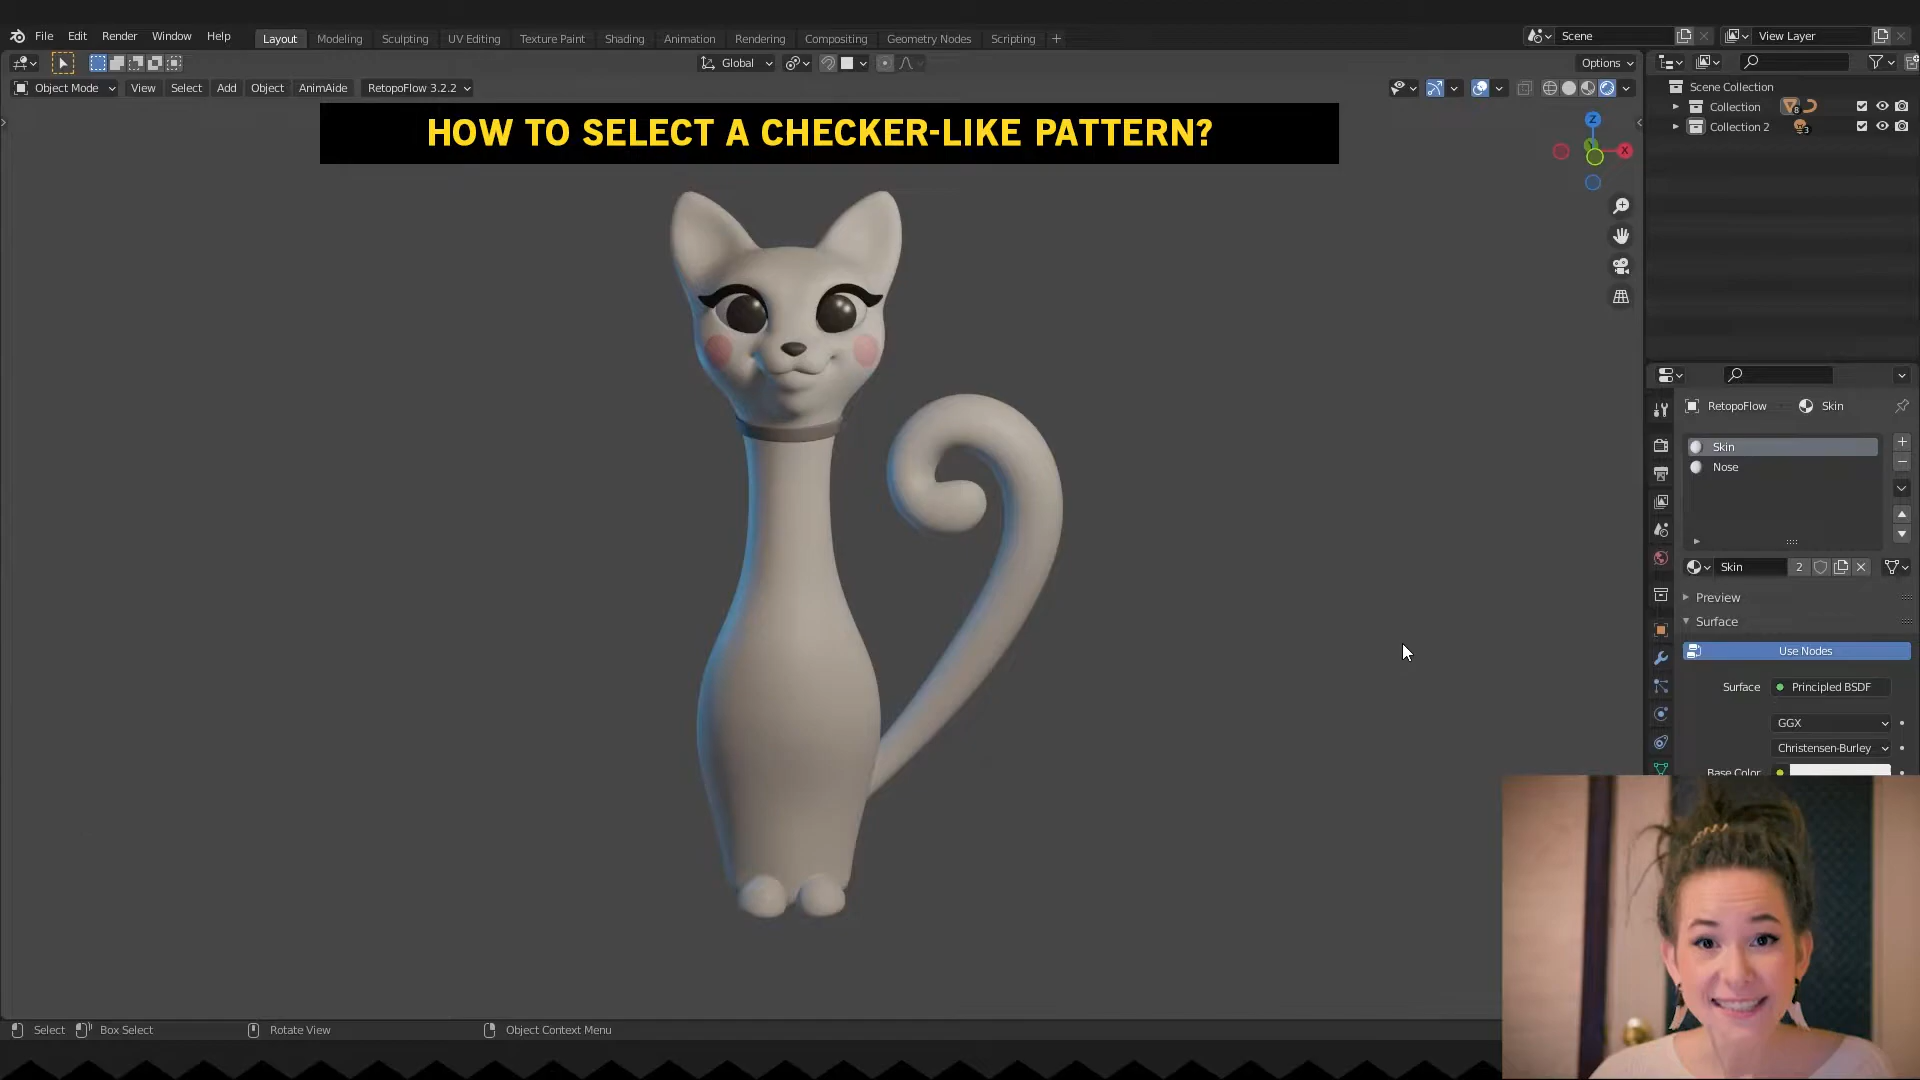 File Edit Render Window Help Layout Modeling Sculpting UV Editing Texture Paint Shading Animation Rendering Compositing Geometry Nodes Scripting + Scene View Layer
Global Options
Object Mode View Select Add Object AnimAide RetopoFlow 3.2.2
Scene Collection
Collection 8
Collection 2 3
HOW TO SELECT A CHECKER-LIKE PATTERN?
Z
X
RetopoFlow Skin
Skin
Nose
Skin 2
Preview
Surface
Use Nodes
Surface Principled BSDF
GGX
Christensen-Burley
Base Color
Select Box Select Rotate View Object Context Menu